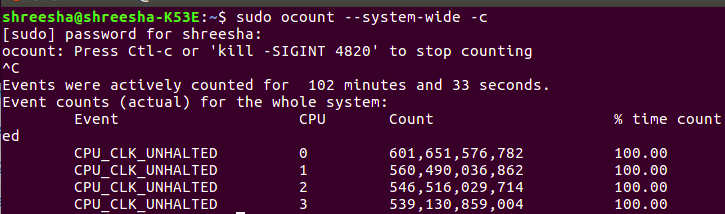 shreesha@shreesha-K53E:~$ sudo ocount --system-wide -c
[sudo] password for shreesha:
ocount: Press Ctl-c or 'kill -SIGINT 4820' to stop counting
^C
Events were actively counted for  102 minutes and 33 seconds.
Event counts (actual) for the whole system:
        Event                   CPU        Count                     % time count
ed
        CPU_CLK_UNHALTED        0          601,651,576,782           100.00
        CPU_CLK_UNHALTED        1          560,490,036,862           100.00
        CPU_CLK_UNHALTED        2          546,516,029,714           100.00
        CPU_CLK_UNHALTED        3          539,130,859,004           100.00